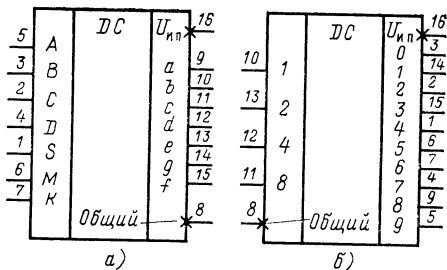 DC Uип 16
5 A
3 B
2 C
4 D
1 S
6 M
7 K
a 9
b 10
c 11
d 12
e 13
g 14
f 15
Общий 8
а)
DC Uип 16
10 1
13 2
12 4
11 8
8 Общий
0 3
1 14
2 2
3 15
4 1
5 6
6 7
7 4
8 9
9 5
б)